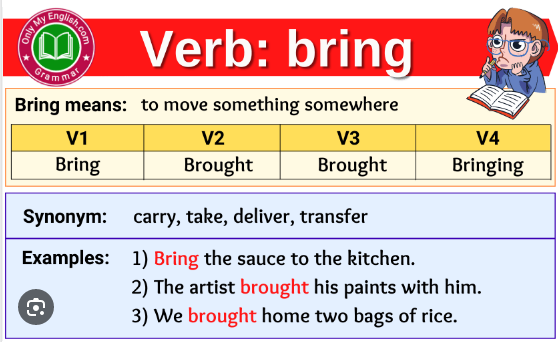 Only My English.com
Grammar
Verb: bring
Bring means: to move something somewhere
V1 V2 V3 V4
Bring Brought Brought Bringing
Synonym: carry, take, deliver, transfer
Examples: 1) Bring the sauce to the kitchen.
2) The artist brought his paints with him.
3) We brought home two bags of rice.